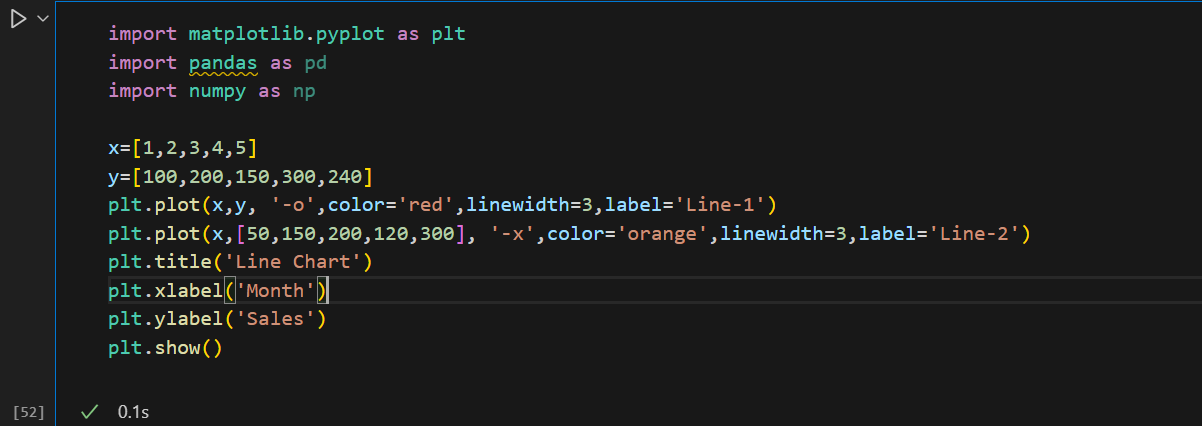 import matplotlib.pyplot as plt
import pandas as pd
import numpy as np
x=[1,2,3,4,5]
y=[100,200,150,300,240]
plt.plot(x,y, '-o',color='red',linewidth=3,label='Line-1')
plt.plot(x,[50,150,200,120,300], '-x',color='orange',linewidth=3,label='Line-2')
plt.title('Line Chart')
plt.xlabel('Month')
plt.ylabel('Sales')
plt.show()
[52] 0.1s